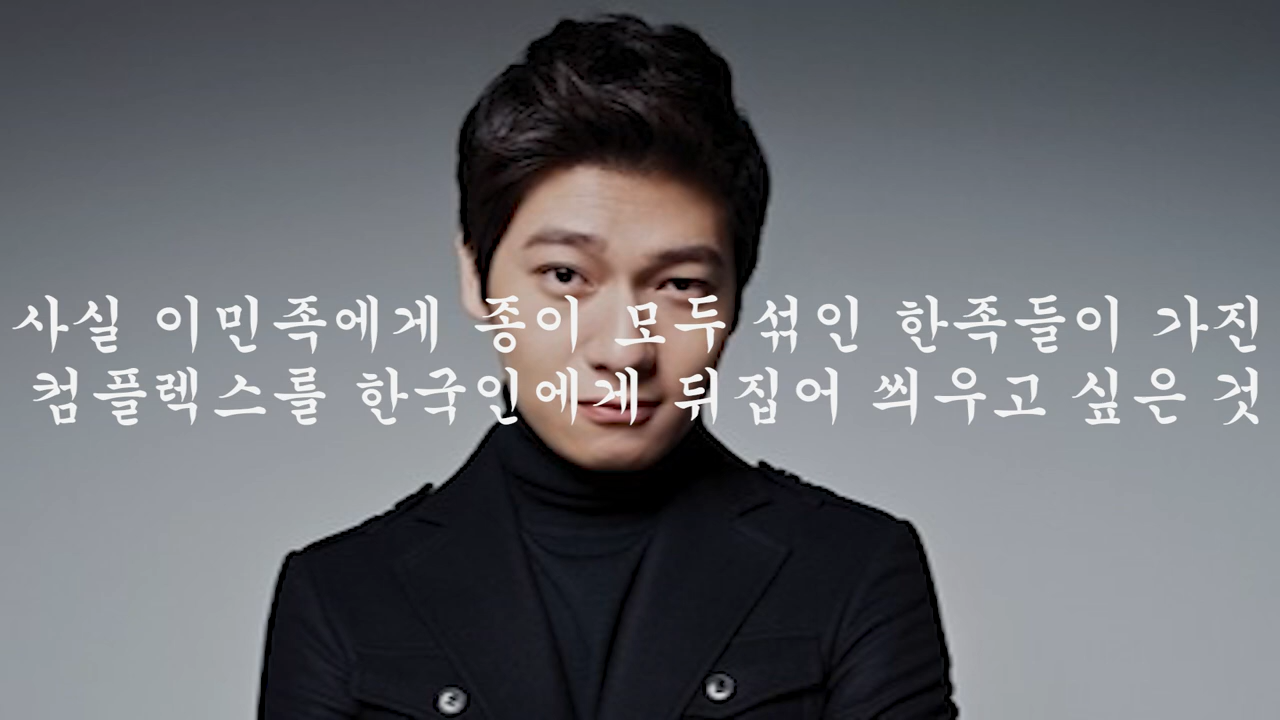 사실 이민족에게 종이 모두 섞인 한족들이 가진
컴플렉스를 한국인에게 뒤집어 씌우고 싶은 것